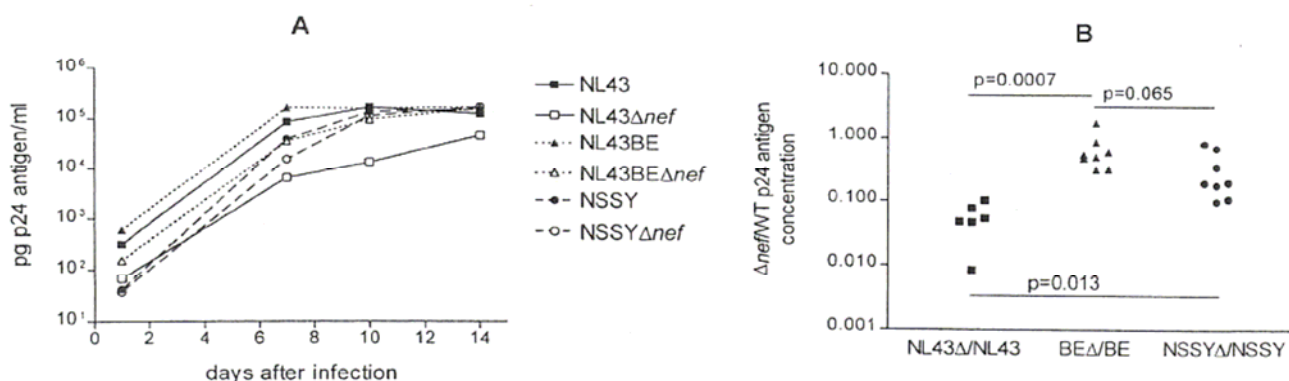 A
10⁶
10⁵
10⁴
10³
10²
10¹
pg p24 antigen/ml
0 2 4 6 8 10 12 14
days after infection
NL43
NL43Δnef
NL43BE
NL43BEΔnef
NSSY
NSSYΔnef
B
10.000
1.000
0.100
0.010
0.001
Δnef/WT p24 antigen
concentration
p=0.0007
p=0.065
p=0.013
NL43Δ/NL43 BEΔ/BE NSSYΔ/NSSY